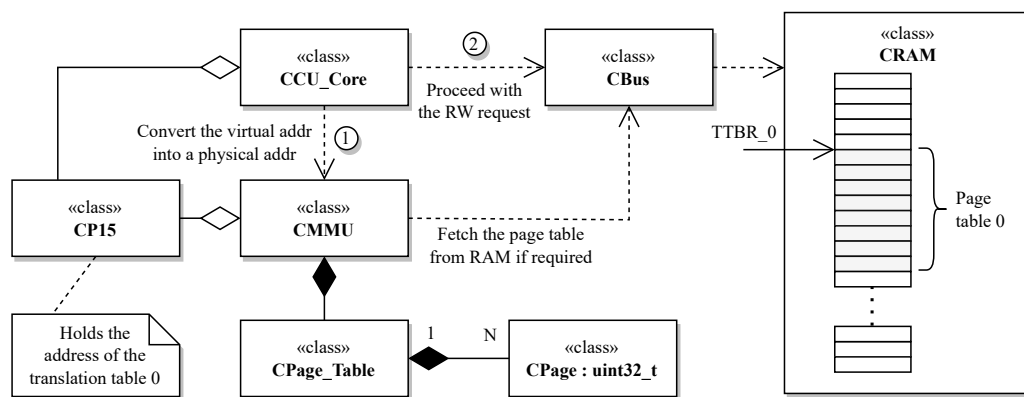 «class»
CCU_Core
2
Proceed with
the RW request
«class»
CBus
«class»
CRAM
TTBR_0
Page
table 0
Convert the virtual addr
into a physical addr
1
«class»
CP15
«class»
CMMU
Fetch the page table
from RAM if required
Holds the
address of the
translation table 0
«class»
CPage_Table
1
N
«class»
CPage : uint32_t